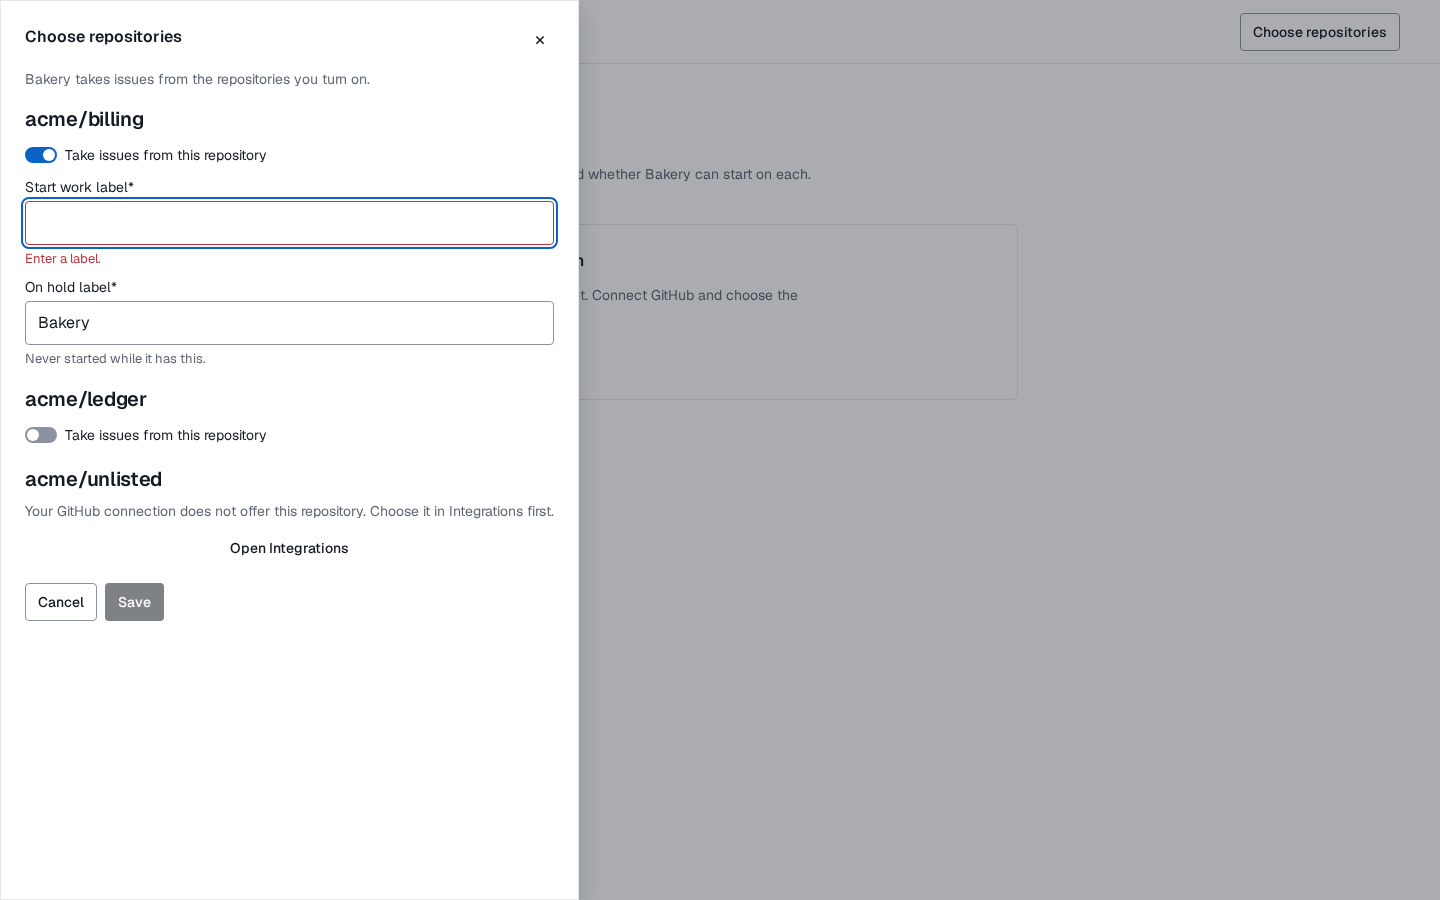 Choose repositories
×
Choose repositories
Bakery takes issues from the repositories you turn on.
acme/billing
Take issues from this repository
d whether Bakery can start on each.
Start work label*
Enter a label.
n
On hold label*
t. Connect GitHub and choose the
Bakery
Never started while it has this.
acme/ledger
Take issues from this repository
acme/unlisted
Your GitHub connection does not offer this repository. Choose it in Integrations first.
Open Integrations
Cancel
Save